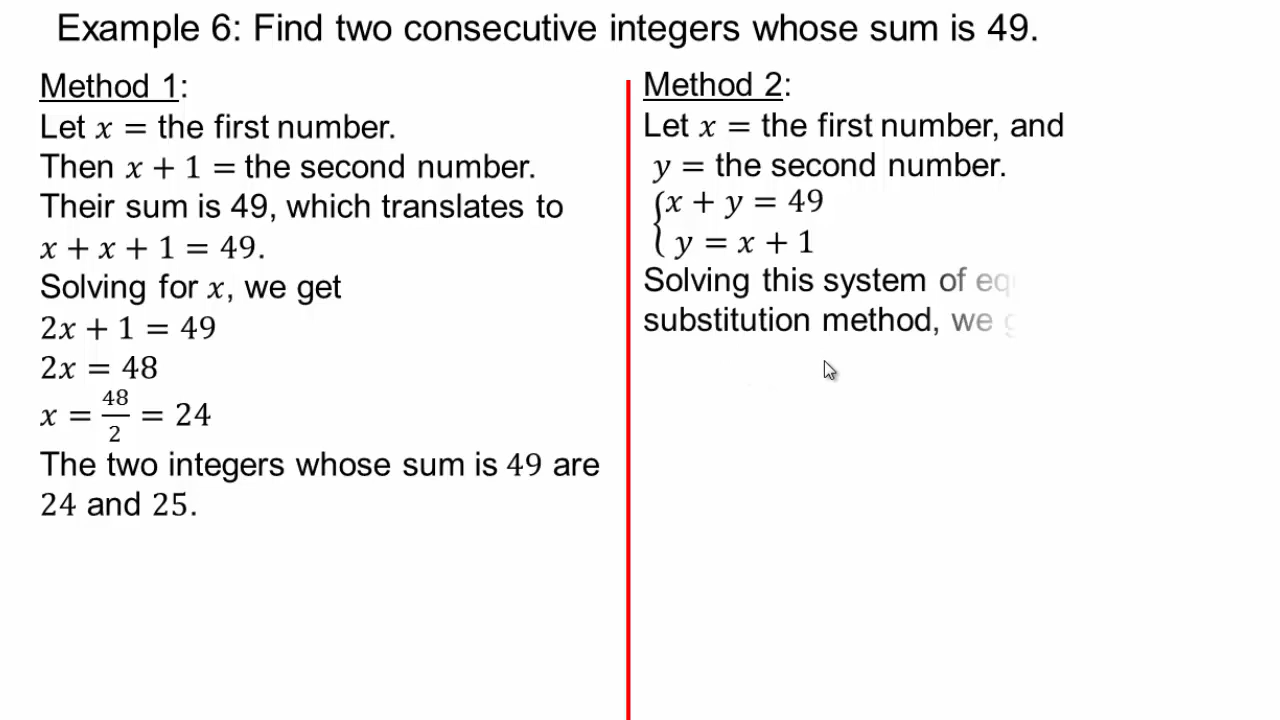 Example 6: Find two consecutive integers whose sum is 49.
Method 1:
Let x = the first number.
Then x + 1 = the second number.
Their sum is 49, which translates to
x + x + 1 = 49.
Solving for x, we get
2x + 1 = 49
2x = 48
x = 48/2 = 24
The two integers whose sum is 49 are
24 and 25.
Method 2:
Let x = the first number, and
y = the second number.
{x + y = 49
y = x + 1
Solving this system of eq
substitution method, we g